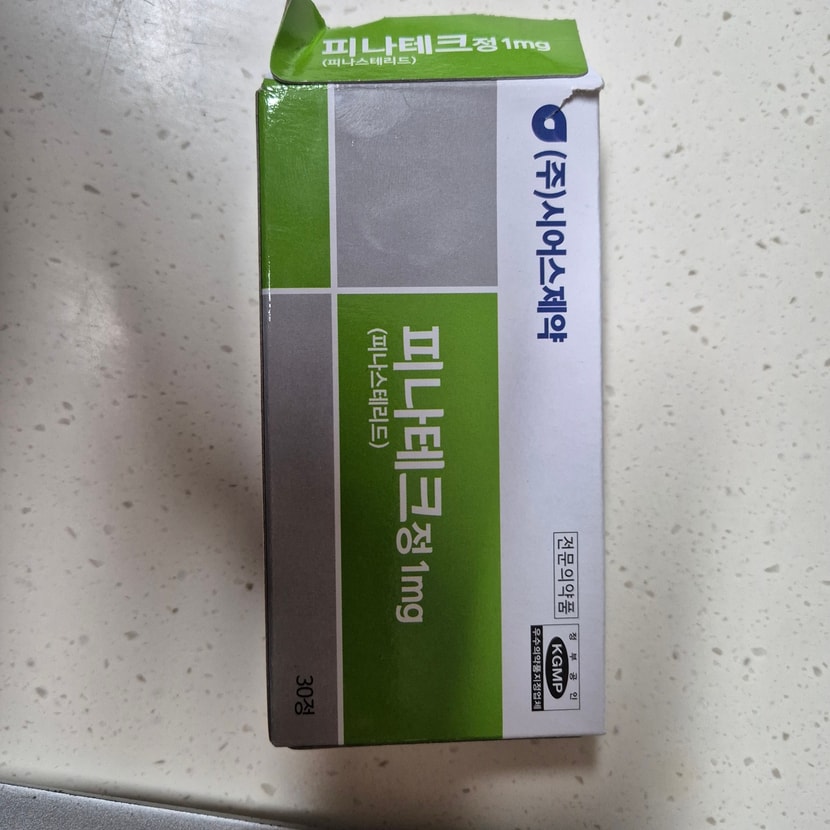 피나테크정 1mg
(피나스테리드)
(주)시어스제약
피나테크정 1mg
(피나스테리드)
전문의약품
정부공인
KGMP
우수의약품지정업체
30정